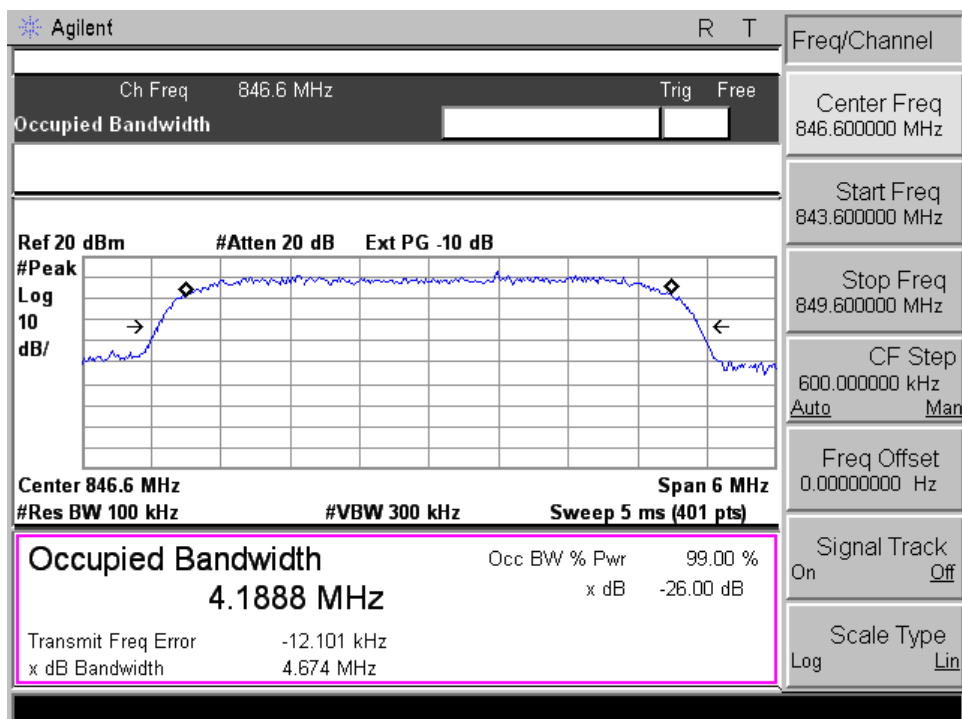 Agilent R T
Ch Freq 846.6 MHz Trig Free
Occupied Bandwidth
Ref 20 dBm #Atten 20 dB Ext PG -10 dB
#Peak
Log
10
dB/
Center 846.6 MHz Span 6 MHz
#Res BW 100 kHz #VBW 300 kHz Sweep 5 ms (401 pts)
Occupied Bandwidth
4.1888 MHz
Occ BW % Pwr 99.00 %
x dB -26.00 dB
Transmit Freq Error -12.101 kHz
x dB Bandwidth 4.674 MHz
Freq/Channel
Center Freq
846.600000 MHz
Start Freq
843.600000 MHz
Stop Freq
849.600000 MHz
CF Step
600.000000 kHz
Auto Man
Freq Offset
0.00000000 Hz
Signal Track
On Off
Scale Type
Log Lin